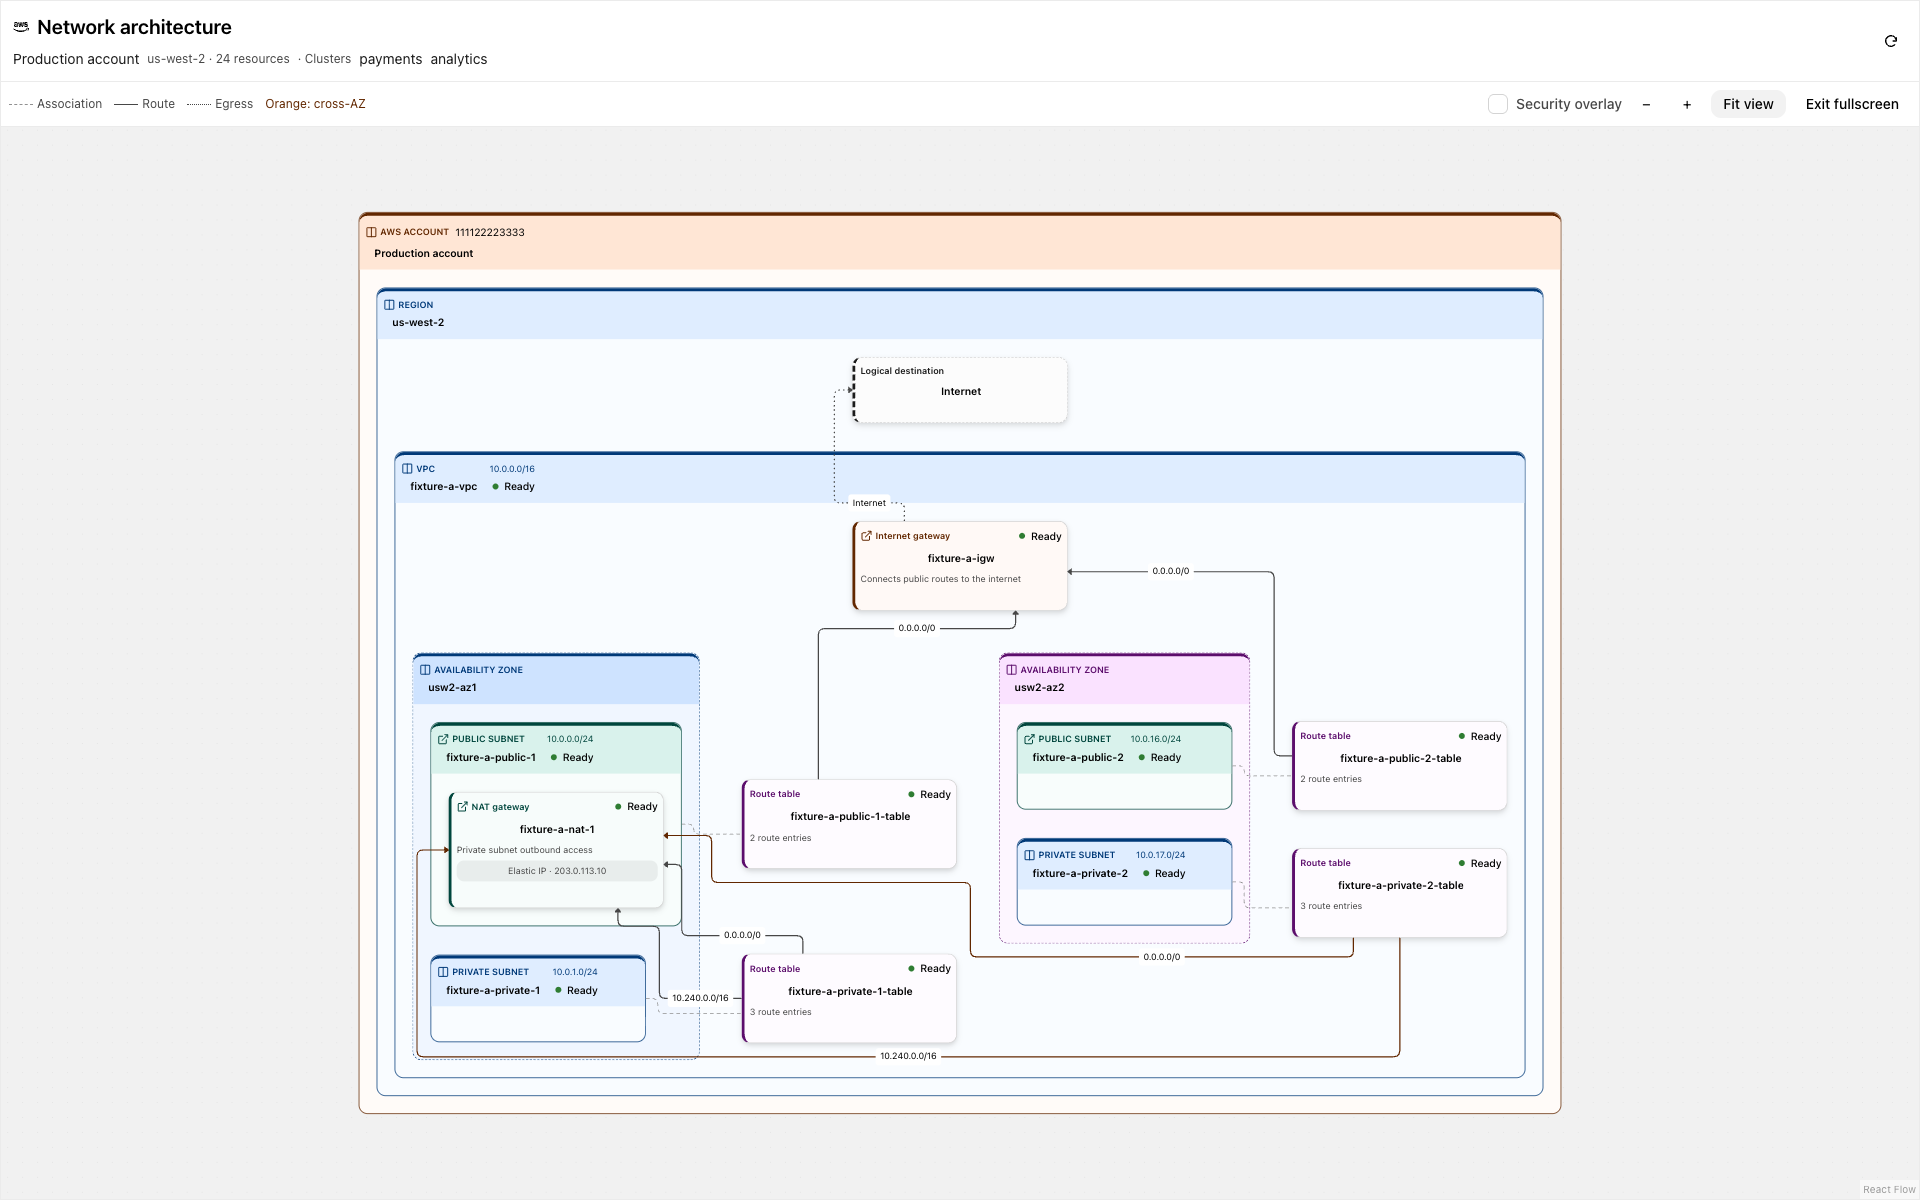 aws Network architecture
Production account us-west-2 · 24 resources · Clusters payments analytics
Association Route Egress Orange: cross-AZ
Security overlay − + Fit view Exit fullscreen
AWS ACCOUNT 111122223333
Production account
REGION
us-west-2
Logical destination
Internet
VPC 10.0.0.0/16
fixture-a-vpc Ready
Internet
Internet gateway Ready
fixture-a-igw
Connects public routes to the internet
0.0.0.0/0
0.0.0.0/0
AVAILABILITY ZONE
usw2-az1
PUBLIC SUBNET 10.0.0.0/24
fixture-a-public-1 Ready
NAT gateway Ready
fixture-a-nat-1
Private subnet outbound access
Elastic IP · 203.0.113.10
PRIVATE SUBNET 10.0.1.0/24
fixture-a-private-1 Ready
Route table Ready
fixture-a-public-1-table
2 route entries
0.0.0.0/0
10.240.0.0/16
Route table Ready
fixture-a-private-1-table
3 route entries
AVAILABILITY ZONE
usw2-az2
PUBLIC SUBNET 10.0.16.0/24
fixture-a-public-2 Ready
PRIVATE SUBNET 10.0.17.0/24
fixture-a-private-2 Ready
Route table Ready
fixture-a-public-2-table
2 route entries
Route table Ready
fixture-a-private-2-table
3 route entries
0.0.0.0/0
10.240.0.0/16
React Flow